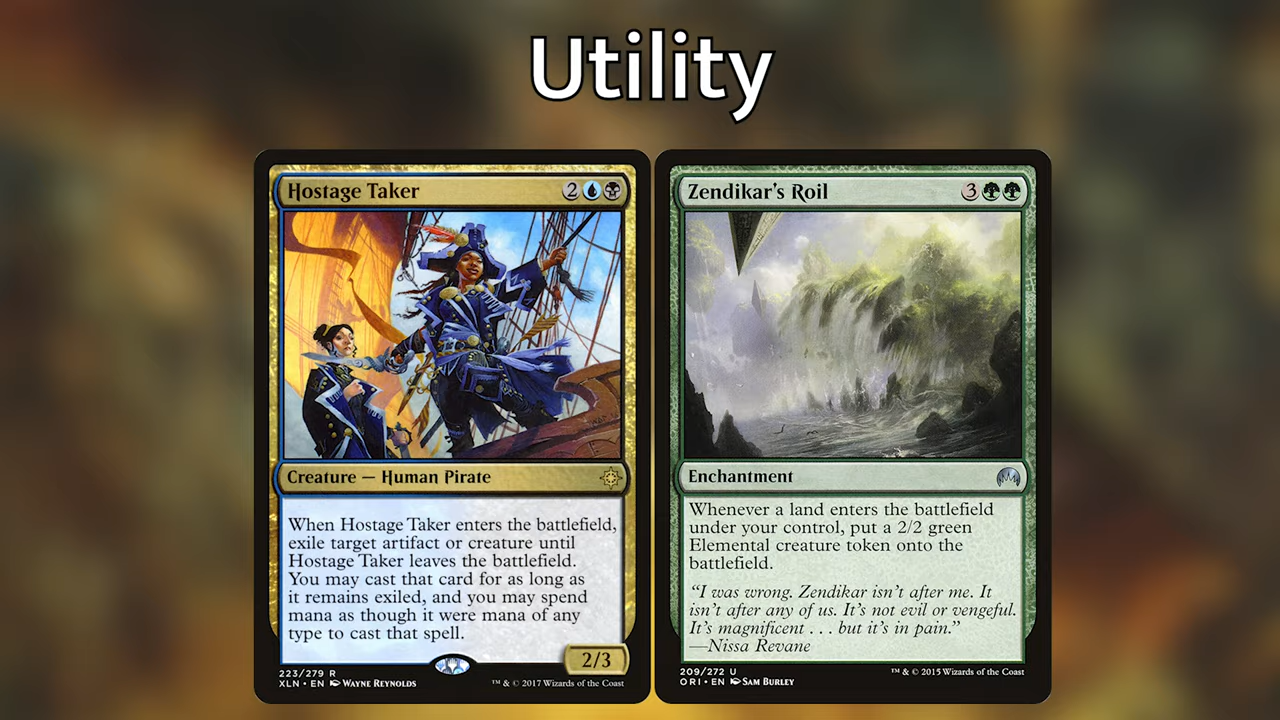 Utility
Hostage Taker 2
Creature — Human Pirate
When Hostage Taker enters the battlefield,
exile target artifact or creature until
Hostage Taker leaves the battlefield.
You may cast that card for as long as
it remains exiled, and you may spend
mana as though it were mana of any
type to cast that spell.
2/3
223/279 R
XLN • EN Wayne Reynolds
™ & © 2017 Wizards of the Coast
Zendikar's Roil 3
Enchantment
Whenever a land enters the battlefield
under your control, put a 2/2 green
Elemental creature token onto the
battlefield.
“I was wrong. Zendikar isn’t after me. It
isn’t after any of us. It’s not evil or vengeful.
It’s magnificent . . . but it’s in pain.”
—Nissa Revane
209/272 U
ORI • EN Sam Burley
™ & © 2015 Wizards of the Coast